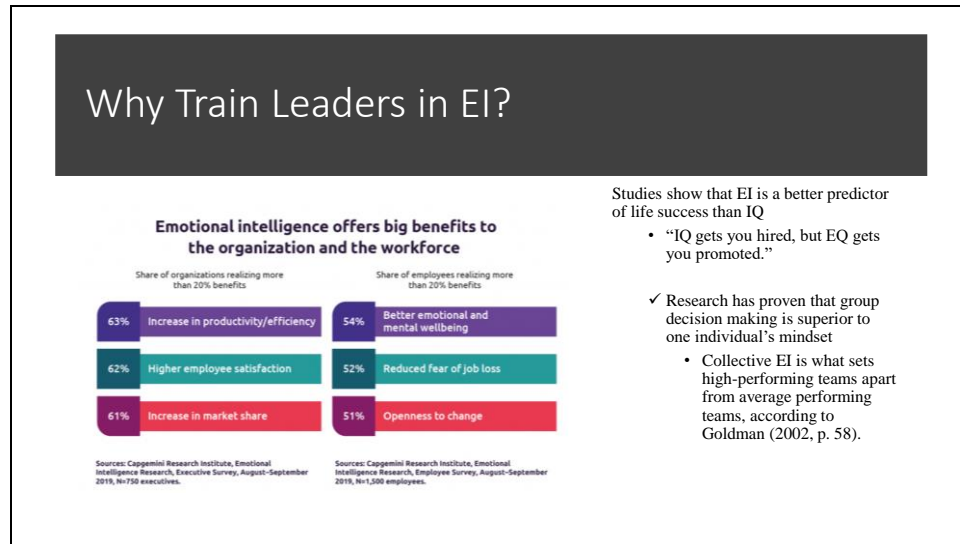 Why Train Leaders in EI?
Emotional intelligence offers big benefits to
the organization and the workforce
Share of organizations realizing more
than 20% benefits
63%
Increase in productivity/efficiency
62%
Higher employee satisfaction
61%
Increase in market share
Sources: Capgemini Research Institute, Emotional
Intelligence Research, Executive Survey, August–September
2019, N=750 executives.
Share of employees realizing more
than 20% benefits
54%
Better emotional and
mental wellbeing
52%
Reduced fear of job loss
51%
Openness to change
Sources: Capgemini Research Institute, Emotional
Intelligence Research, Employee Survey, August–September
2019, N=1,500 employees.
Studies show that EI is a better predictor
of life success than IQ
• “IQ gets you hired, but EQ gets
you promoted.”
✓ Research has proven that group
decision making is superior to
one individual’s mindset
• Collective EI is what sets
high-performing teams apart
from average performing
teams, according to
Goldman (2002, p. 58).